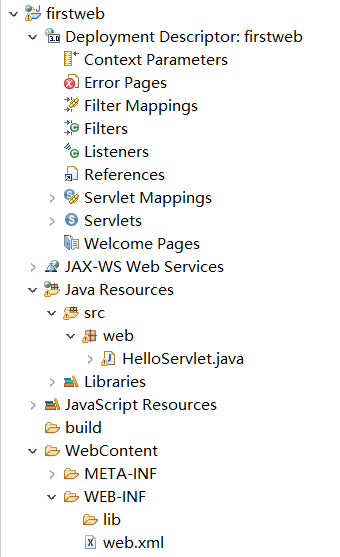 firstweb
Deployment Descriptor: firstweb
Context Parameters
Error Pages
Filter Mappings
Filters
Listeners
References
Servlet Mappings
Servlets
Welcome Pages
JAX-WS Web Services
Java Resources
src
web
HelloServlet.java
Libraries
JavaScript Resources
build
WebContent
META-INF
WEB-INF
lib
web.xml